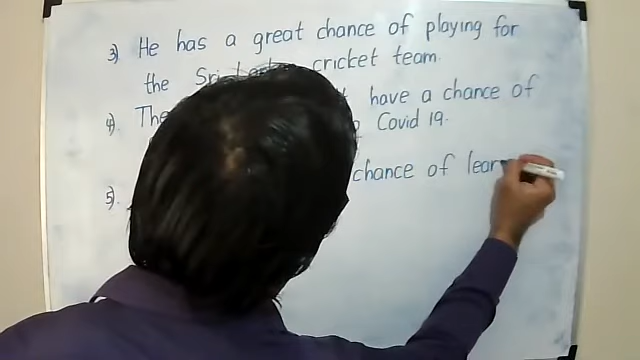 3) He has a great chance of playing for
the Sri Lanka cricket team.
4) The have a chance of
Covid 19.
5) chance of lear